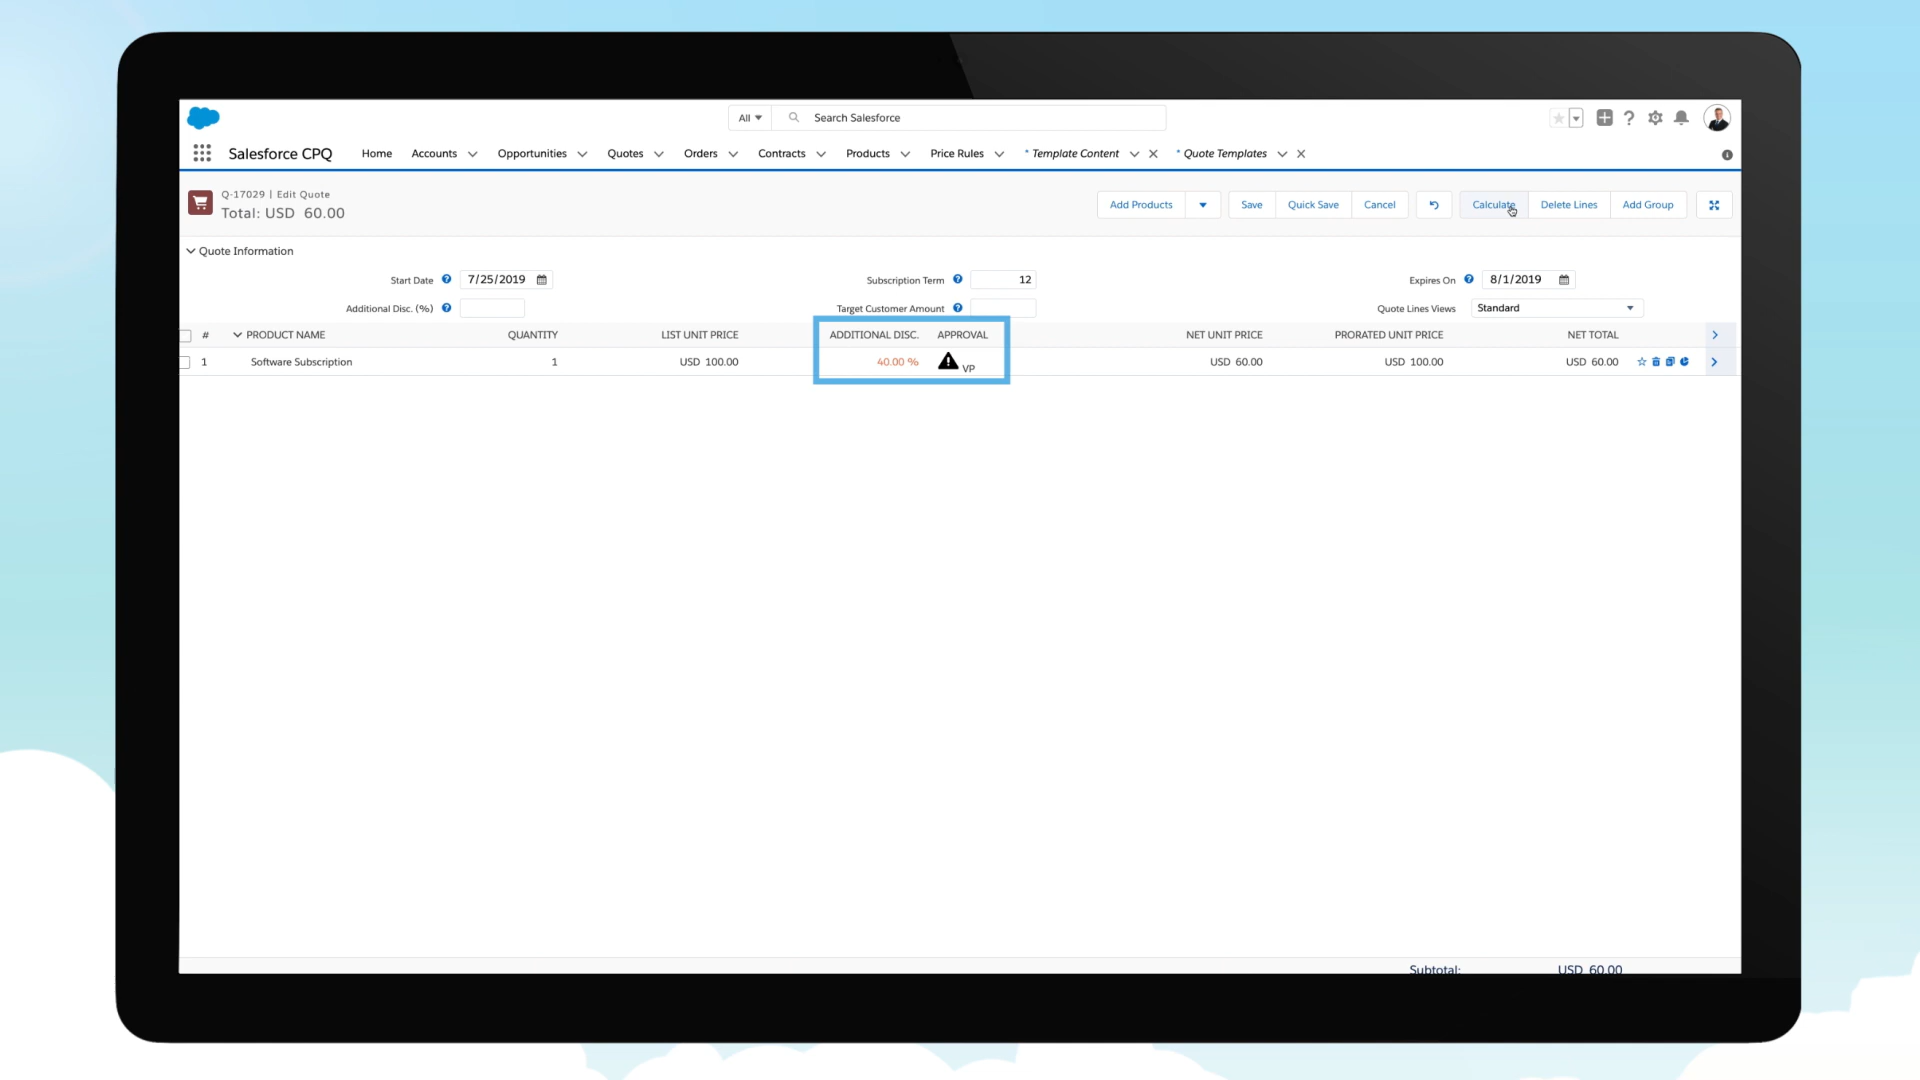 All
Search Salesforce
Salesforce CPQ Home Accounts Opportunities Quotes Orders Contracts Products Price Rules * Template Content * Quote Templates
Q-17029 | Edit Quote
Total: USD 60.00
Add Products Save Quick Save Cancel Calculate Delete Lines Add Group
Quote Information
Start Date 7/25/2019 Subscription Term 12 Expires On 8/1/2019
Additional Disc. (%) Target Customer Amount Quote Lines Views Standard
# PRODUCT NAME QUANTITY LIST UNIT PRICE ADDITIONAL DISC. APPROVAL NET UNIT PRICE PRORATED UNIT PRICE NET TOTAL
1 Software Subscription 1 USD 100.00 40.00 % VP USD 60.00 USD 100.00 USD 60.00
Subtotal: USD 60.00